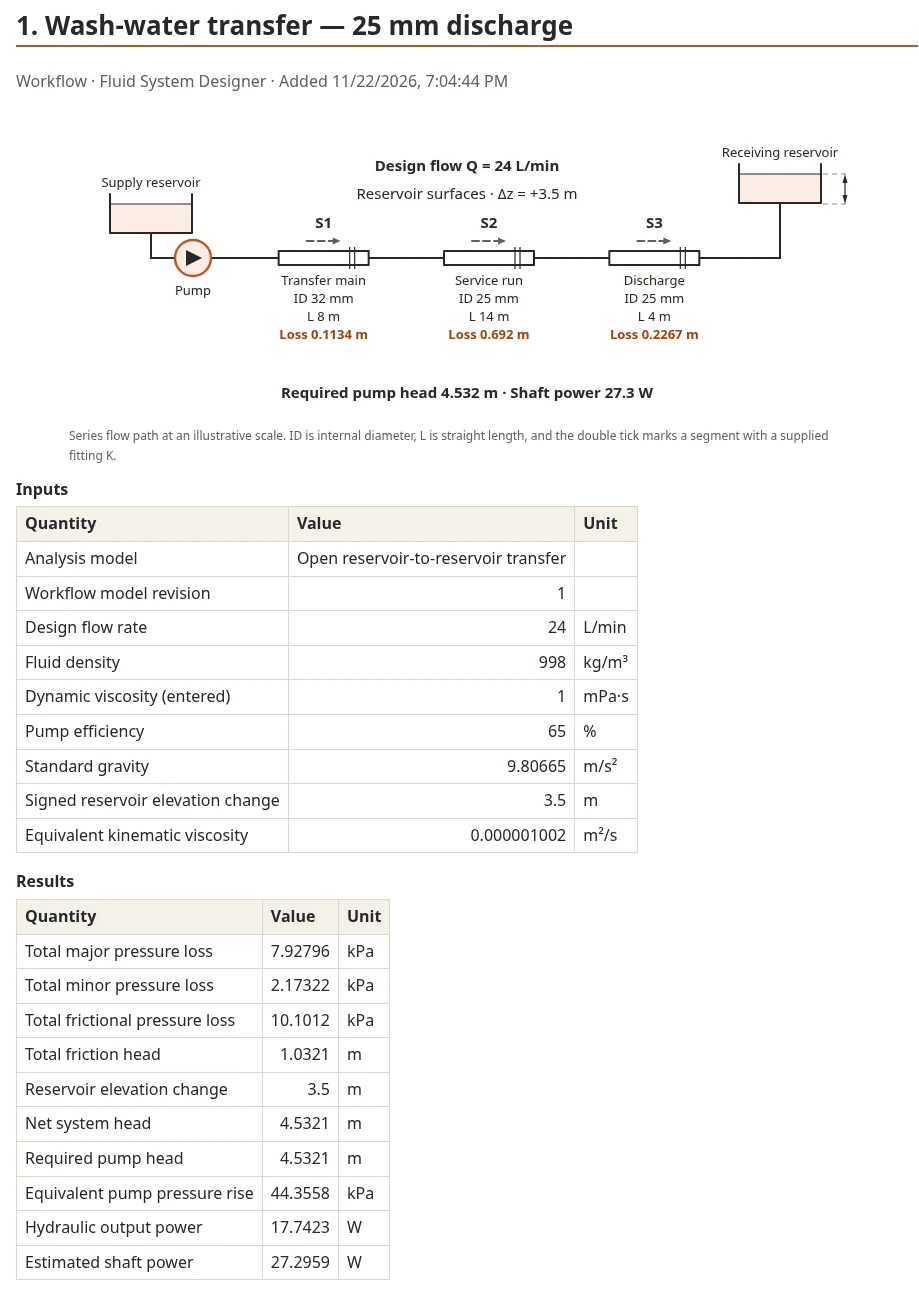 1. Wash-water transfer — 25 mm discharge
Workflow · Fluid System Designer · Added 11/22/2026, 7:04:44 PM
Receiving reservoir
Design flow Q = 24 L/min
Supply reservoir
Reservoir surfaces · Δz = +3.5 m
S1 S2 S3
Pump
Transfer main Service run Discharge
ID 32 mm ID 25 mm ID 25 mm
L 8 m L 14 m L 4 m
Loss 0.1134 m Loss 0.692 m Loss 0.2267 m
Required pump head 4.532 m · Shaft power 27.3 W
Series flow path at an illustrative scale. ID is internal diameter, L is straight length, and the double tick marks a segment with a supplied
fitting K.
Inputs
Quantity Value Unit
Analysis model Open reservoir-to-reservoir transfer
Workflow model revision 1
Design flow rate 24 L/min
Fluid density 998 kg/m³
Dynamic viscosity (entered) 1 mPa·s
Pump efficiency 65 %
Standard gravity 9.80665 m/s²
Signed reservoir elevation change 3.5 m
Equivalent kinematic viscosity 0.000001002 m²/s
Results
Quantity Value Unit
Total major pressure loss 7.92796 kPa
Total minor pressure loss 2.17322 kPa
Total frictional pressure loss 10.1012 kPa
Total friction head 1.0321 m
Reservoir elevation change 3.5 m
Net system head 4.5321 m
Required pump head 4.5321 m
Equivalent pump pressure rise 44.3558 kPa
Hydraulic output power 17.7423 W
Estimated shaft power 27.2959 W